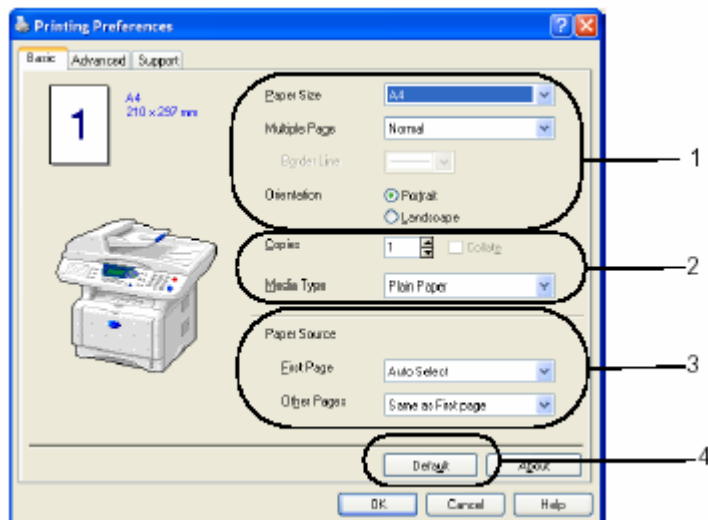 Printing Preferences
Basic Advanced Support
1
A4
210 x 297 mm
Paper Size A4
Multiple Page Normal
Border Line
Orientation Portrait
Landscape
1
Copies 1 Collate
Media Type Plain Paper
2
Paper Source
First Page Auto Select
Other Pages Same as First page
3
Default About
4
OK Cancel Help